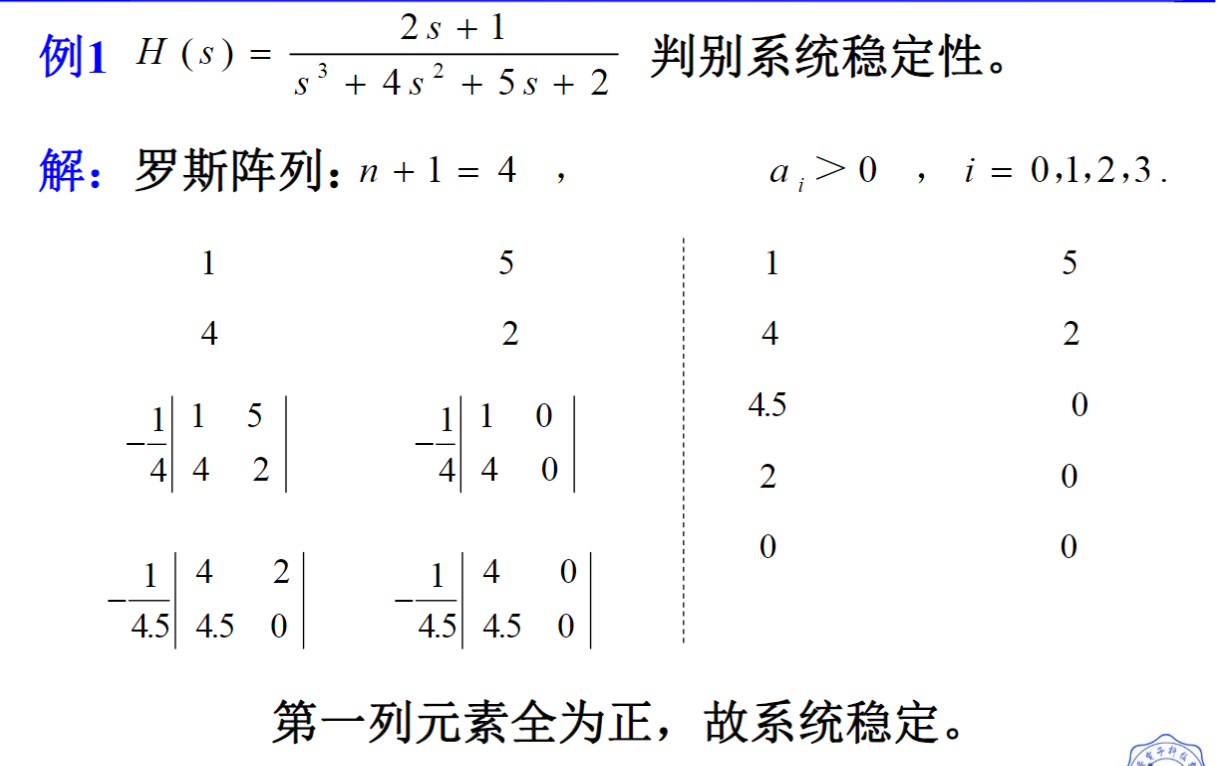 例1 H (s) = \frac{2s + 1}{s^3 + 4s^2 + 5s + 2} 判别系统稳定性。
解：罗斯阵列：n + 1 = 4 ， a_i ＞ 0 ， i = 0,1,2,3 .
1 5 1 5
4 2 4 2
-\frac{1}{4}\begin{vmatrix} 1 & 5 \\ 4 & 2 \end{vmatrix} -\frac{1}{4}\begin{vmatrix} 1 & 0 \\ 4 & 0 \end{vmatrix} 4.5 0
2 0
-\frac{1}{4.5}\begin{vmatrix} 4 & 2 \\ 4.5 & 0 \end{vmatrix} -\frac{1}{4.5}\begin{vmatrix} 4 & 0 \\ 4.5 & 0 \end{vmatrix} 0 0
第一列元素全为正，故系统稳定。